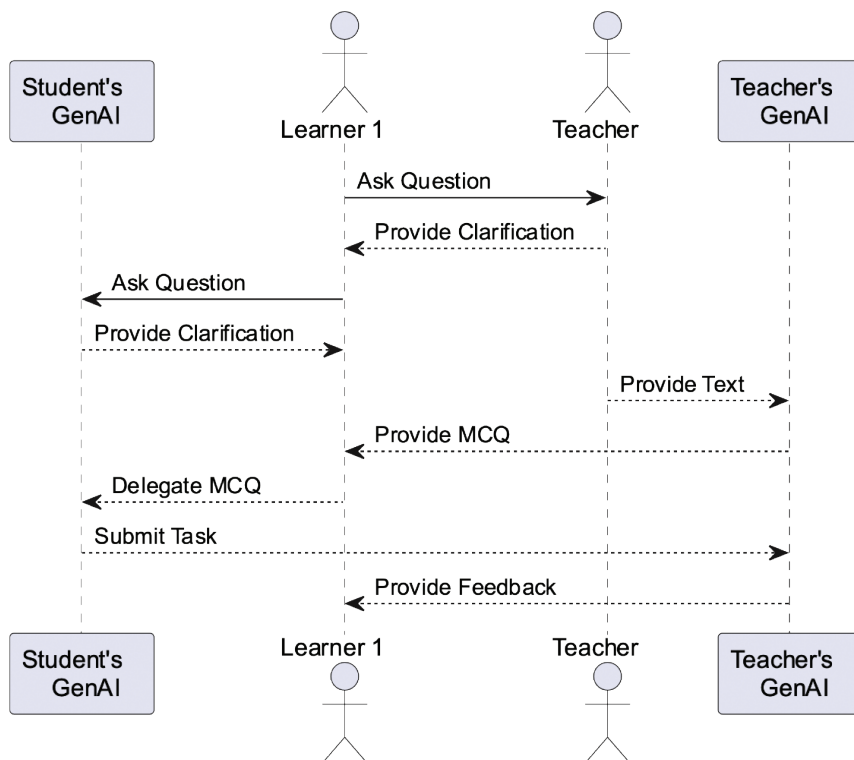 Student's
GenAI
Learner 1
Teacher
Teacher's
GenAI
Ask Question
Provide Clarification
Ask Question
Provide Clarification
Provide Text
Provide MCQ
Delegate MCQ
Submit Task
Provide Feedback
Student's
GenAI
Learner 1
Teacher
Teacher's
GenAI